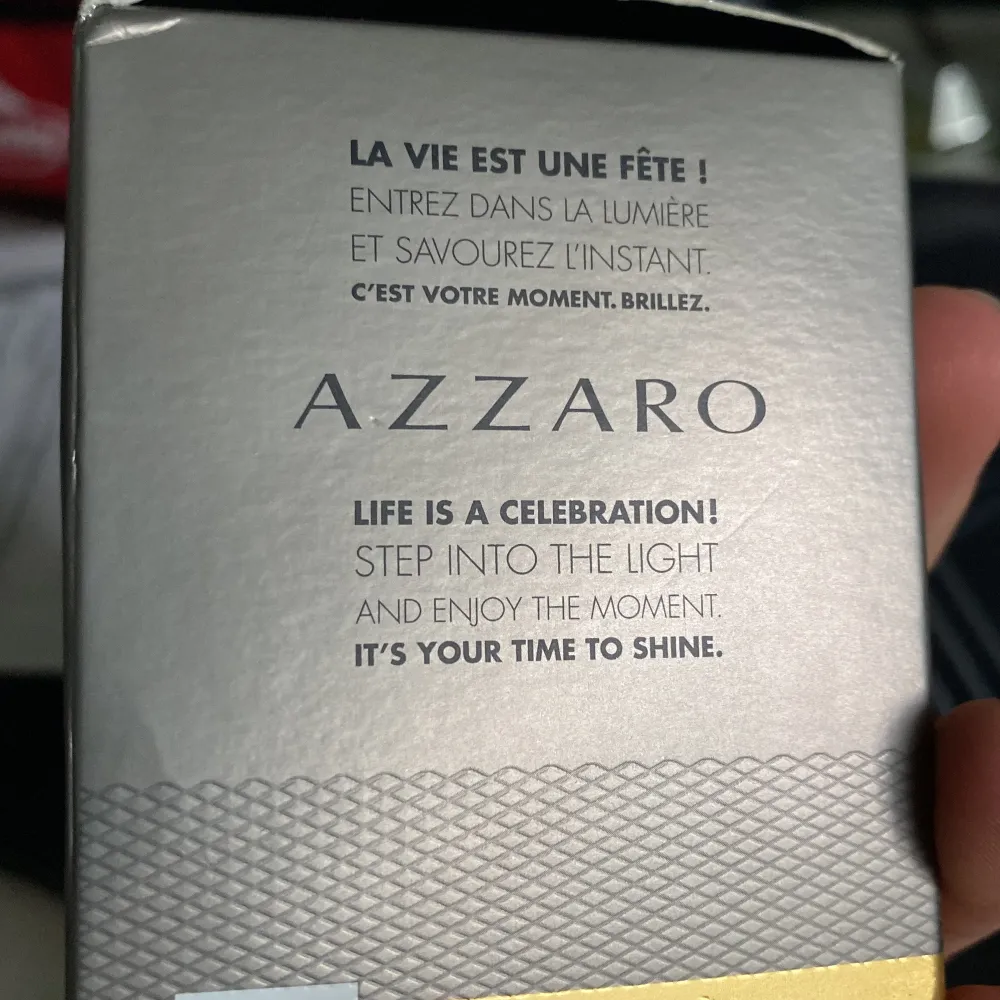 LA VIE EST UNE FÊTE !
ENTREZ DANS LA LUMIÈRE
ET SAVOUREZ L'INSTANT.
C'EST VOTRE MOMENT. BRILLEZ.
AZZARO
LIFE IS A CELEBRATION!
STEP INTO THE LIGHT
AND ENJOY THE MOMENT.
IT'S YOUR TIME TO SHINE.